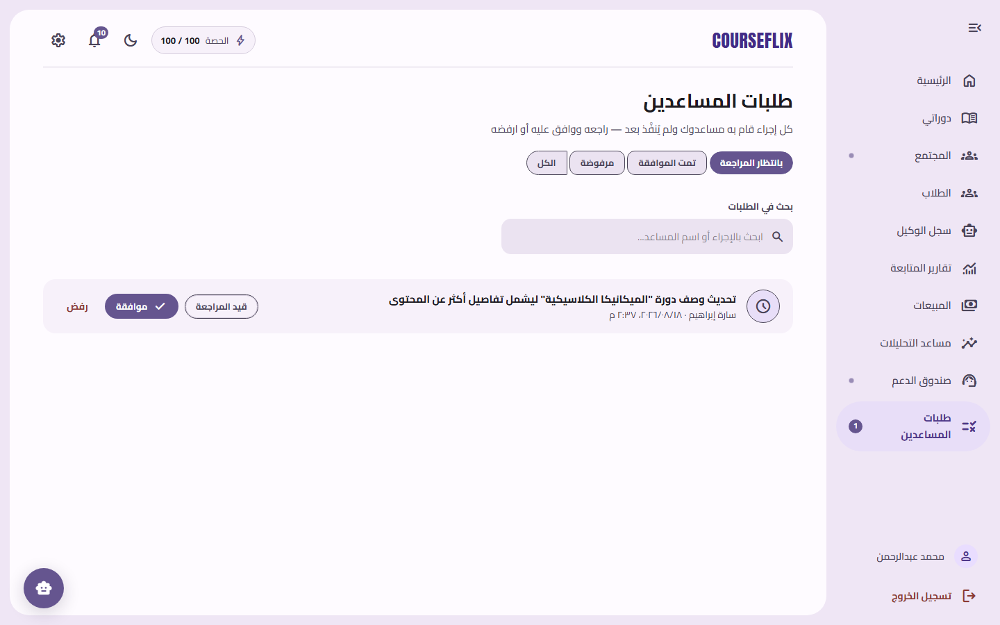 COURSEFLIX
الحصة 100 / 100
10
طلبات المساعدين
كل إجراء قام به مساعدوك ولم يُنفَّذ بعد — راجعه ووافق عليه أو ارفضه
بانتظار المراجعة
تمت الموافقة
مرفوضة
الكل
بحث في الطلبات
ابحث بالإجراء أو اسم المساعد...
تحديث وصف دورة "الميكانيكا الكلاسيكية" ليشمل تفاصيل أكثر عن المحتوى
سارة إبراهيم · ٢٠٢٦/٠٨/١٨، ٢:٣٧ م
قيد المراجعة
موافقة
رفض
الرئيسية
دوراتي
المجتمع
الطلاب
سجل الوكيل
تقارير المتابعة
المبيعات
مساعد التحليلات
صندوق الدعم
طلبات
المساعدين
1
محمد عبدالرحمن
تسجيل الخروج